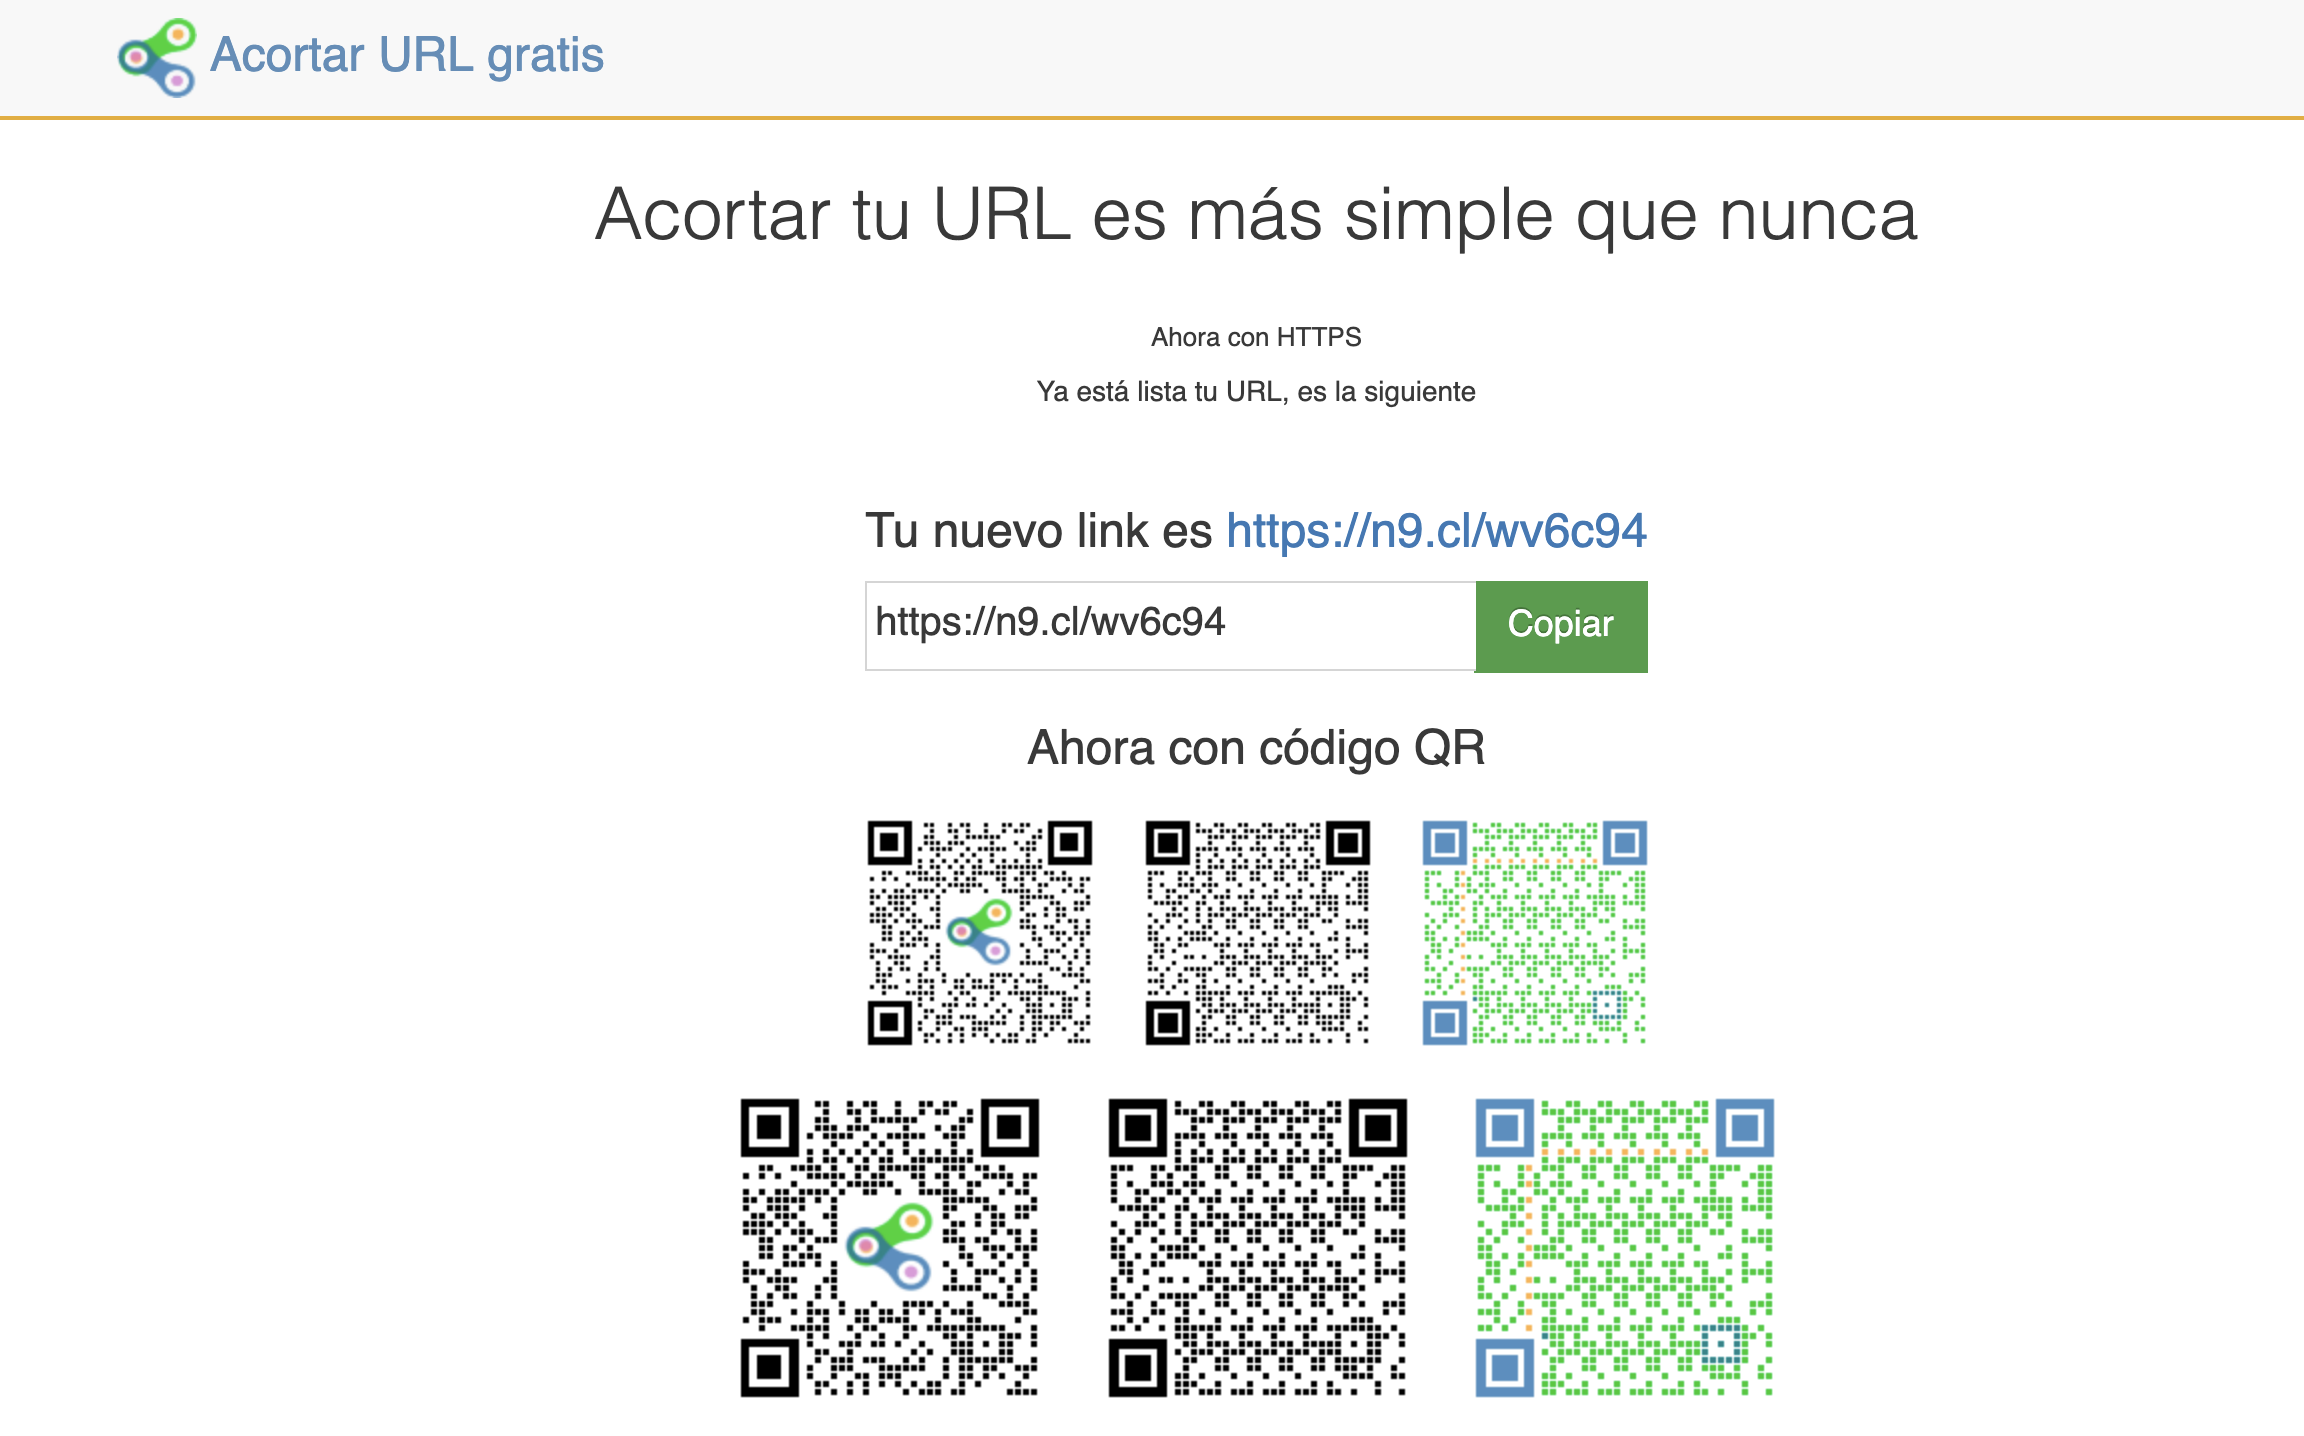 Acortar URL gratis
Acortar tu URL es más simple que nunca
Ahora con HTTPS
Ya está lista tu URL, es la siguiente
Tu nuevo link es https://n9.cl/wv6c94
https://n9.cl/wv6c94 Copiar
Ahora con código QR